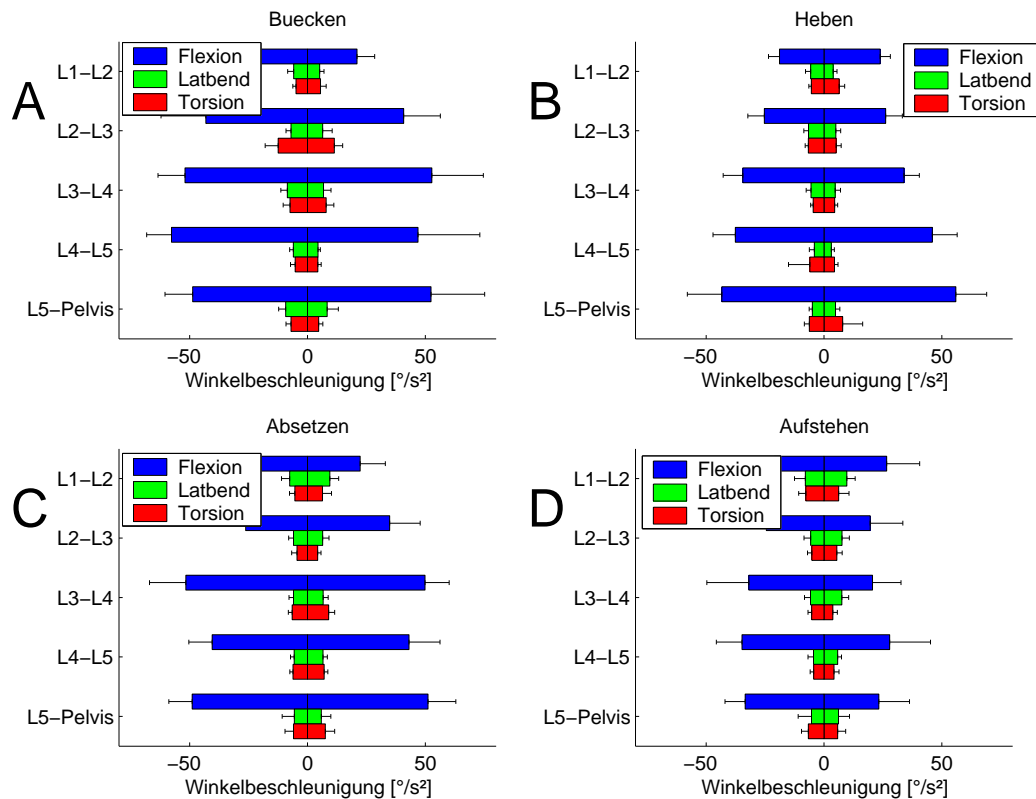 Buecken
A
Flexion
Latbend
Torsion
L1−L2
L2−L3
L3−L4
L4−L5
L5−Pelvis
−50 0 50
Winkelbeschleunigung [°/s²]
Heben
B
Flexion
Latbend
Torsion
L1−L2
L2−L3
L3−L4
L4−L5
L5−Pelvis
−50 0 50
Winkelbeschleunigung [°/s²]
Absetzen
C
Flexion
Latbend
Torsion
L1−L2
L2−L3
L3−L4
L4−L5
L5−Pelvis
−50 0 50
Winkelbeschleunigung [°/s²]
Aufstehen
D
Flexion
Latbend
Torsion
L1−L2
L2−L3
L3−L4
L4−L5
L5−Pelvis
−50 0 50
Winkelbeschleunigung [°/s²]